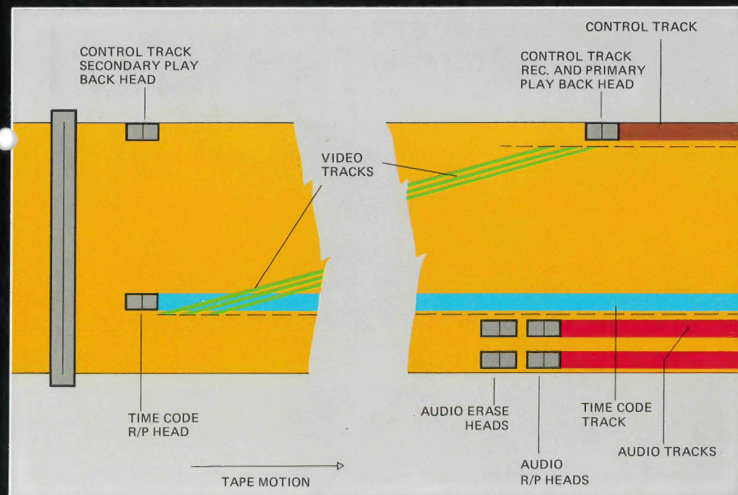 CONTROL TRACK
CONTROL TRACK
SECONDARY PLAY
BACK HEAD
CONTROL TRACK
REC. AND PRIMARY
PLAY BACK HEAD
VIDEO
TRACKS
TIME CODE
R/P HEAD
AUDIO ERASE
HEADS
TIME CODE
TRACK
AUDIO TRACKS
AUDIO
R/P HEADS
TAPE MOTION